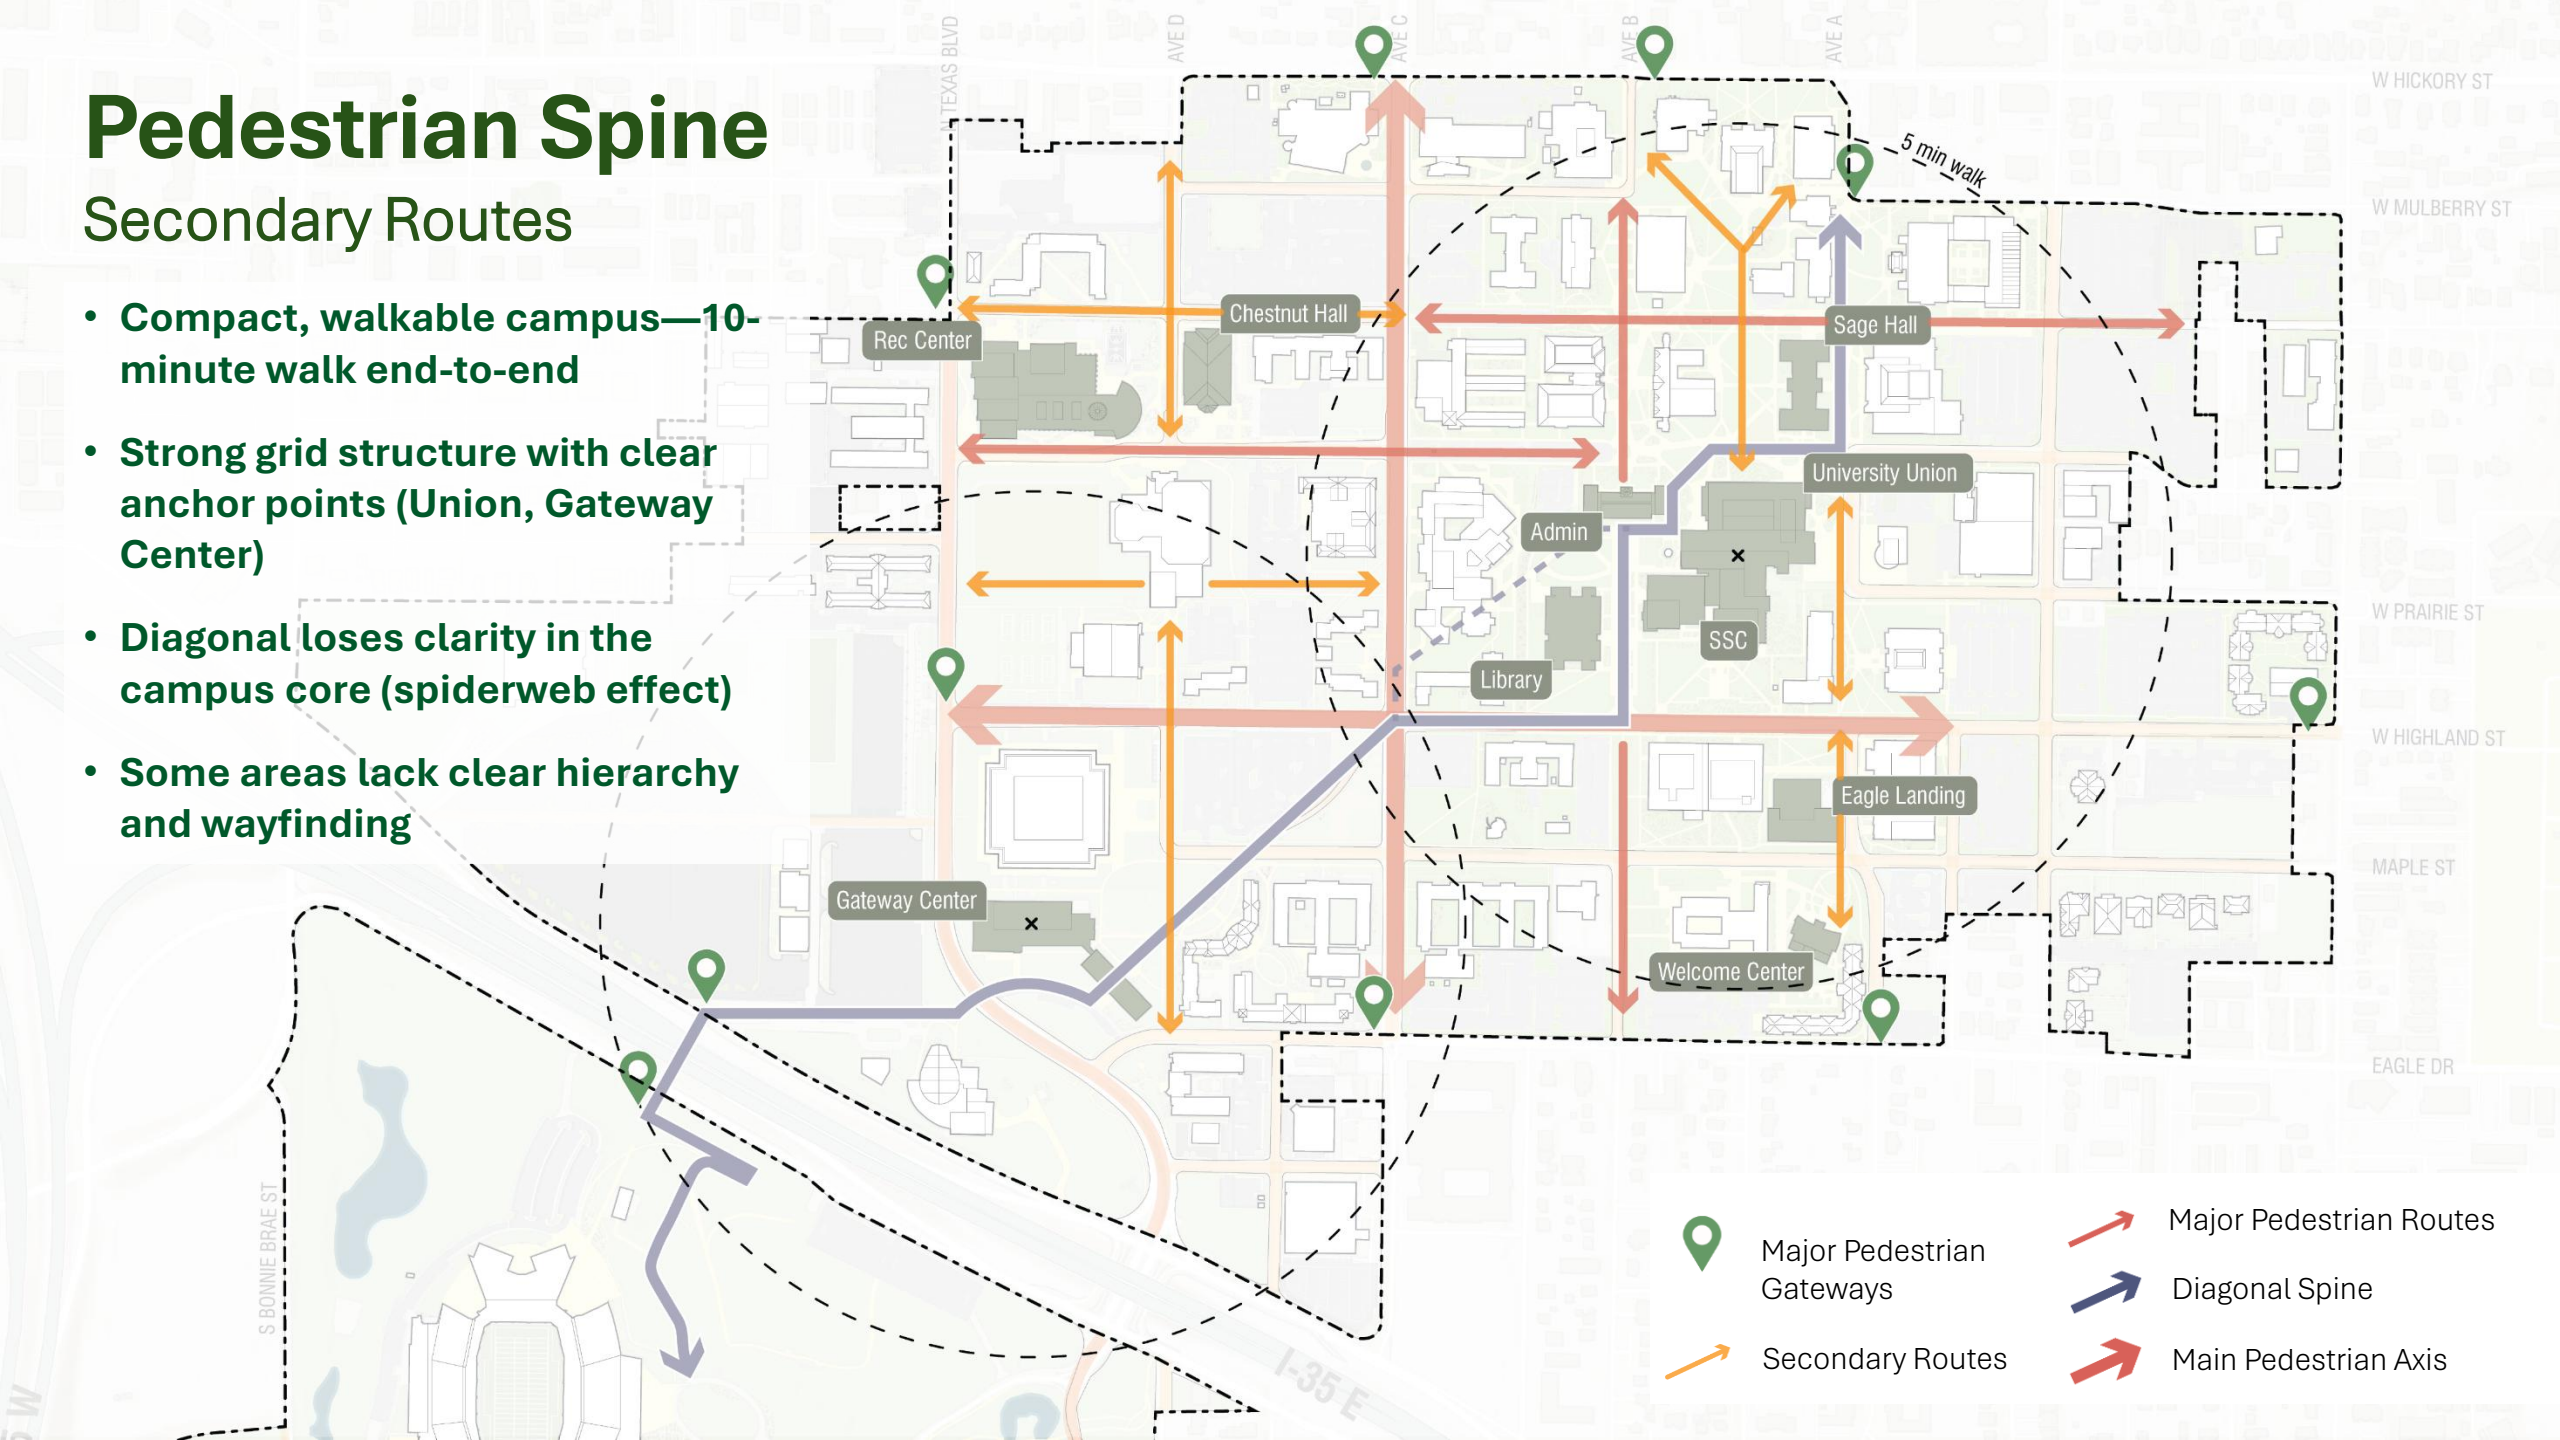 Pedestrian Spine
Secondary Routes
• Compact, walkable campus—10-
minute walk end-to-end
• Strong grid structure with clear
anchor points (Union, Gateway
Center)
• Diagonal loses clarity in the
campus core (spiderweb effect)
• Some areas lack clear hierarchy
and wayfinding
TEXAS BLVD
AVE D
AVE C
AVE B
AVE A
W HICKORY ST
5 min walk
W MULBERRY ST
Chestnut Hall
Sage Hall
Rec Center
University Union
Admin
SSC
Library
W PRAIRIE ST
W HIGHLAND ST
Eagle Landing
MAPLE ST
Gateway Center
Welcome Center
EAGLE DR
S BONNIE BRAE ST
I-35 E
W
Major Pedestrian
Gateways
Secondary Routes
Major Pedestrian Routes
Diagonal Spine
Main Pedestrian Axis